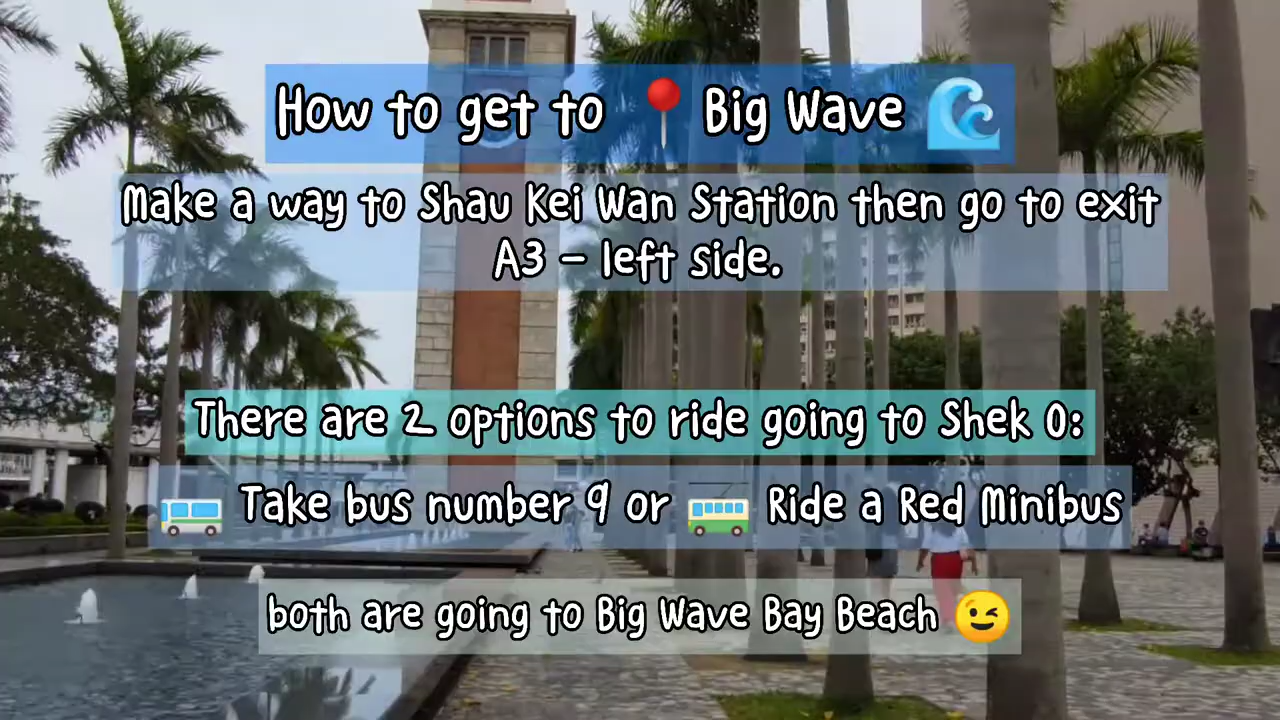 How to get to 📍 Big Wave 🌊
Make a way to Shau Kei Wan Station then go to exit
A3 - left side.
There are 2 options to ride going to Shek O:
🚌 Take bus number 9 or 🚎 Ride a Red Minibus
both are going to Big Wave Bay Beach 😉